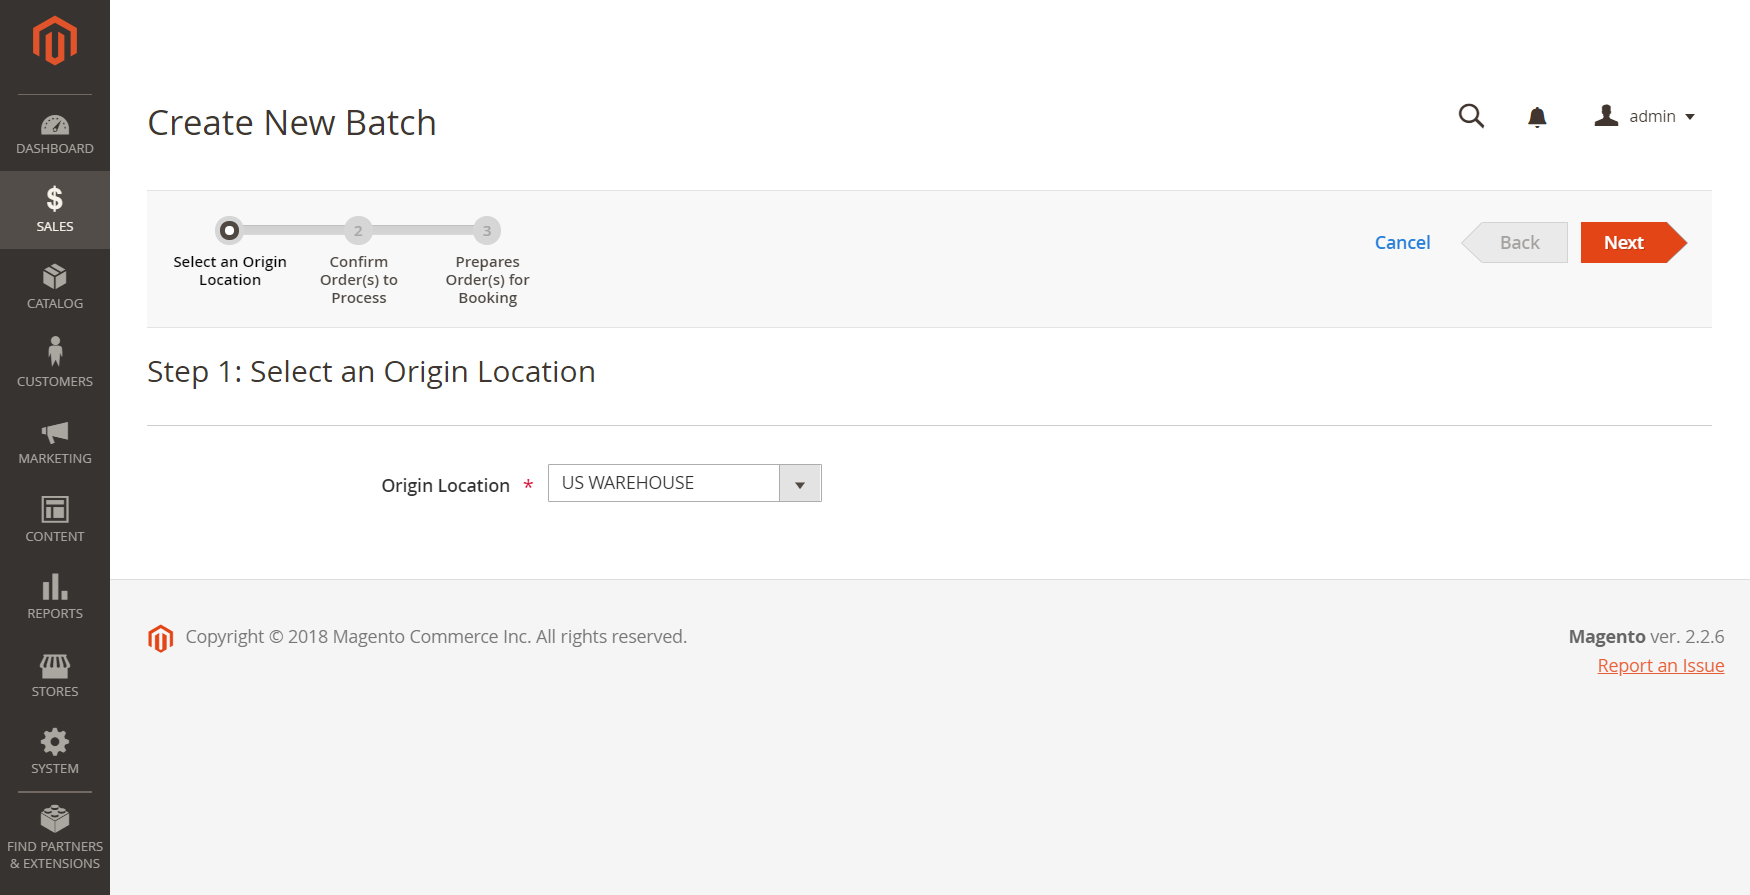 DASHBOARD
SALES
CATALOG
CUSTOMERS
MARKETING
CONTENT
REPORTS
STORES
SYSTEM
FIND PARTNERS
& EXTENSIONS
Create New Batch
admin
2
3
Select an Origin
Location
Confirm
Order(s) to
Process
Prepares
Order(s) for
Booking
Cancel
Back
Next
Step 1: Select an Origin Location
Origin Location *
US WAREHOUSE
Copyright © 2018 Magento Commerce Inc. All rights reserved.
Magento ver. 2.2.6
Report an Issue